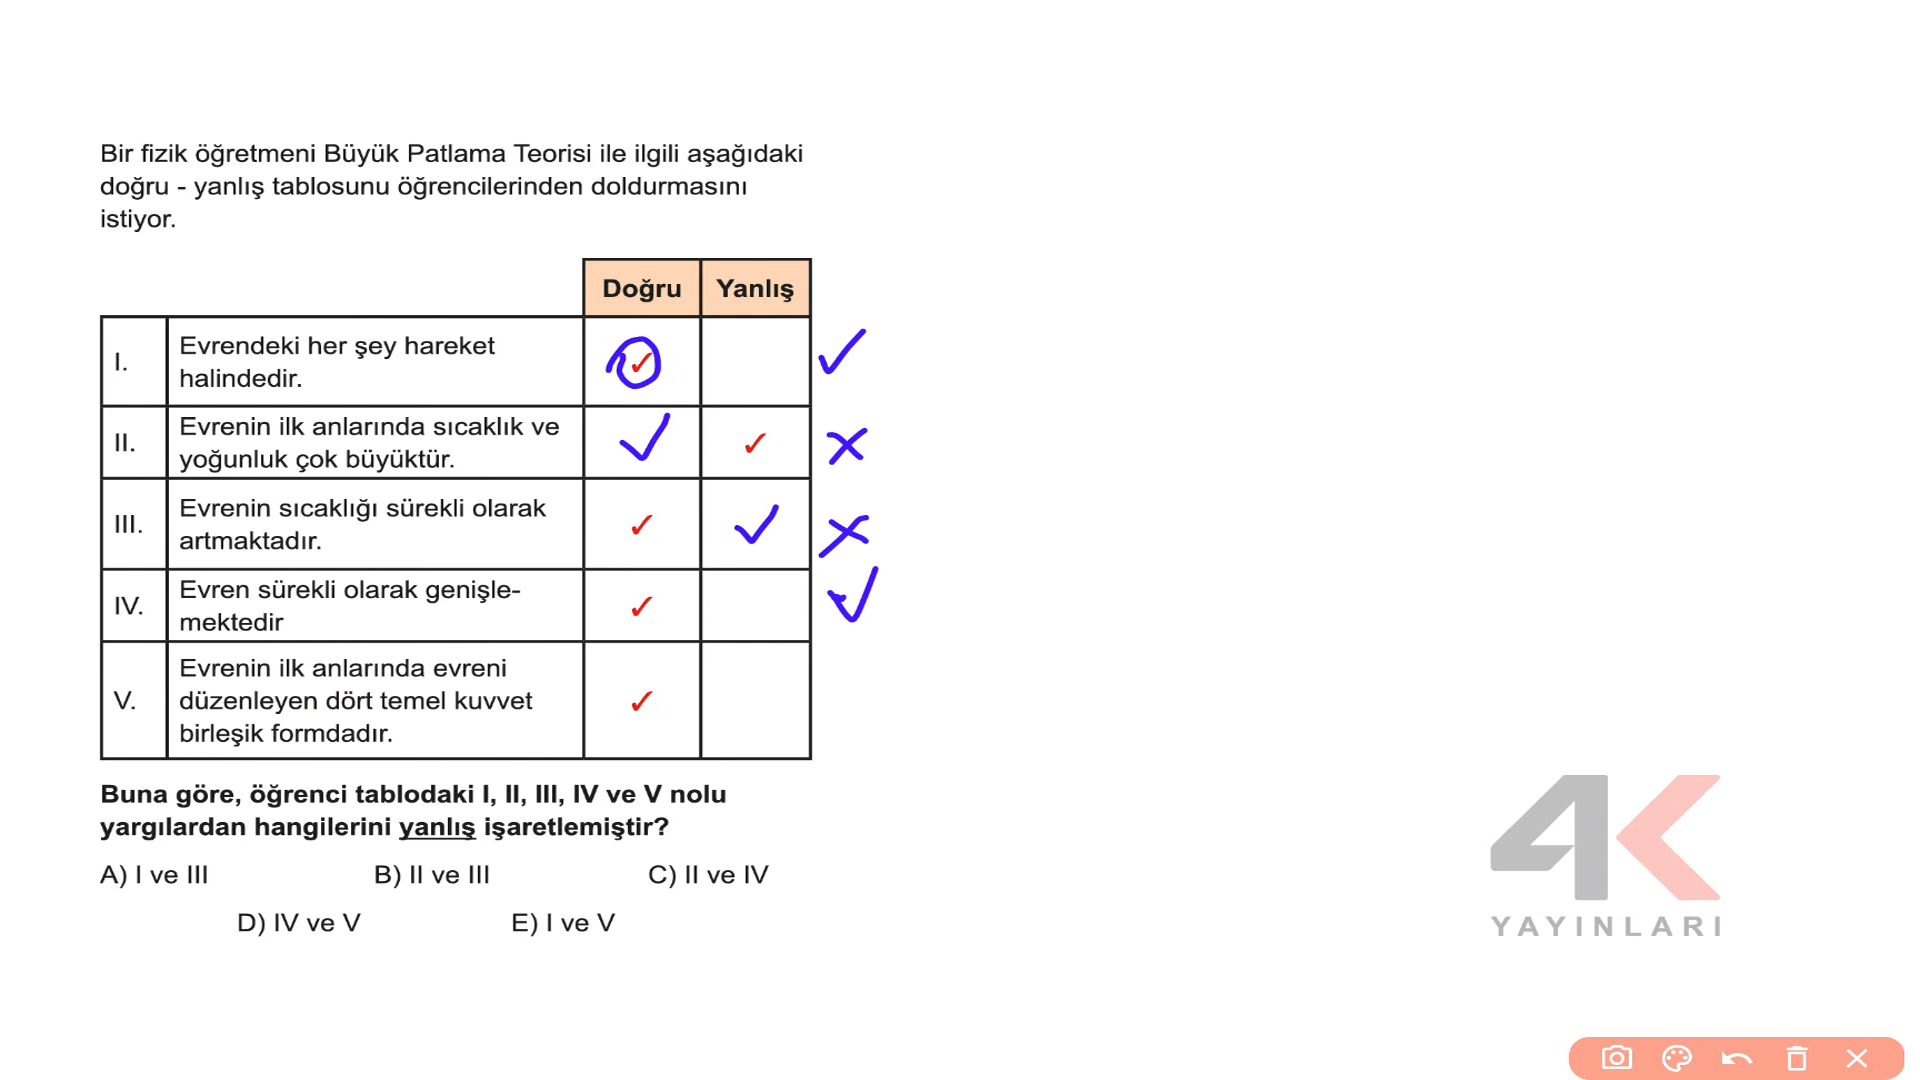 Bir fizik öğretmeni Büyük Patlama Teorisi ile ilgili aşağıdaki
doğru - yanlış tablosunu öğrencilerinden doldurmasını
istiyor.
Doğru Yanlış
I. Evrendeki her şey hareket
halindedir. ✓
II. Evrenin ilk anlarında sıcaklık ve
yoğunluk çok büyüktür. ✓
III. Evrenin sıcaklığı sürekli olarak
artmaktadır. ✓
IV. Evren sürekli olarak genişle-
mektedir ✓
V. Evrenin ilk anlarında evreni
düzenleyen dört temel kuvvet
birleşik formdadır. ✓
Buna göre, öğrenci tablodaki I, II, III, IV ve V nolu
yargılardan hangilerini yanlış işaretlemiştir?
A) I ve III B) II ve III C) II ve IV
D) IV ve V E) I ve V
4K
YAYINLARI